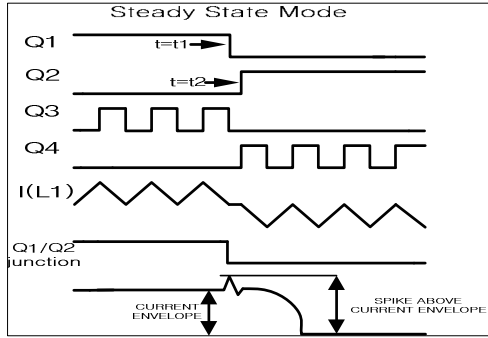 Steady State Mode
Q1
t=t1
Q2
t=t2
Q3
Q4
I(L1)
Q1/Q2
junction
CURRENT
ENVELOPE
SPIKE ABOVE
CURRENT ENVELOPE